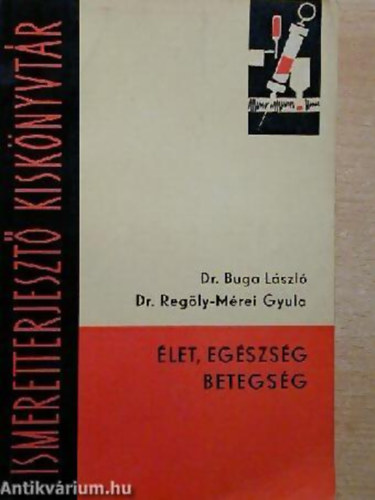 ISMERETTERJESZTŐ KISKÖNYVTÁR
Dr. Buga László
Dr. Regöly-Mérei Gyula
ÉLET, EGÉSZSÉG
BETEGSÉG
Antikvárium.hu